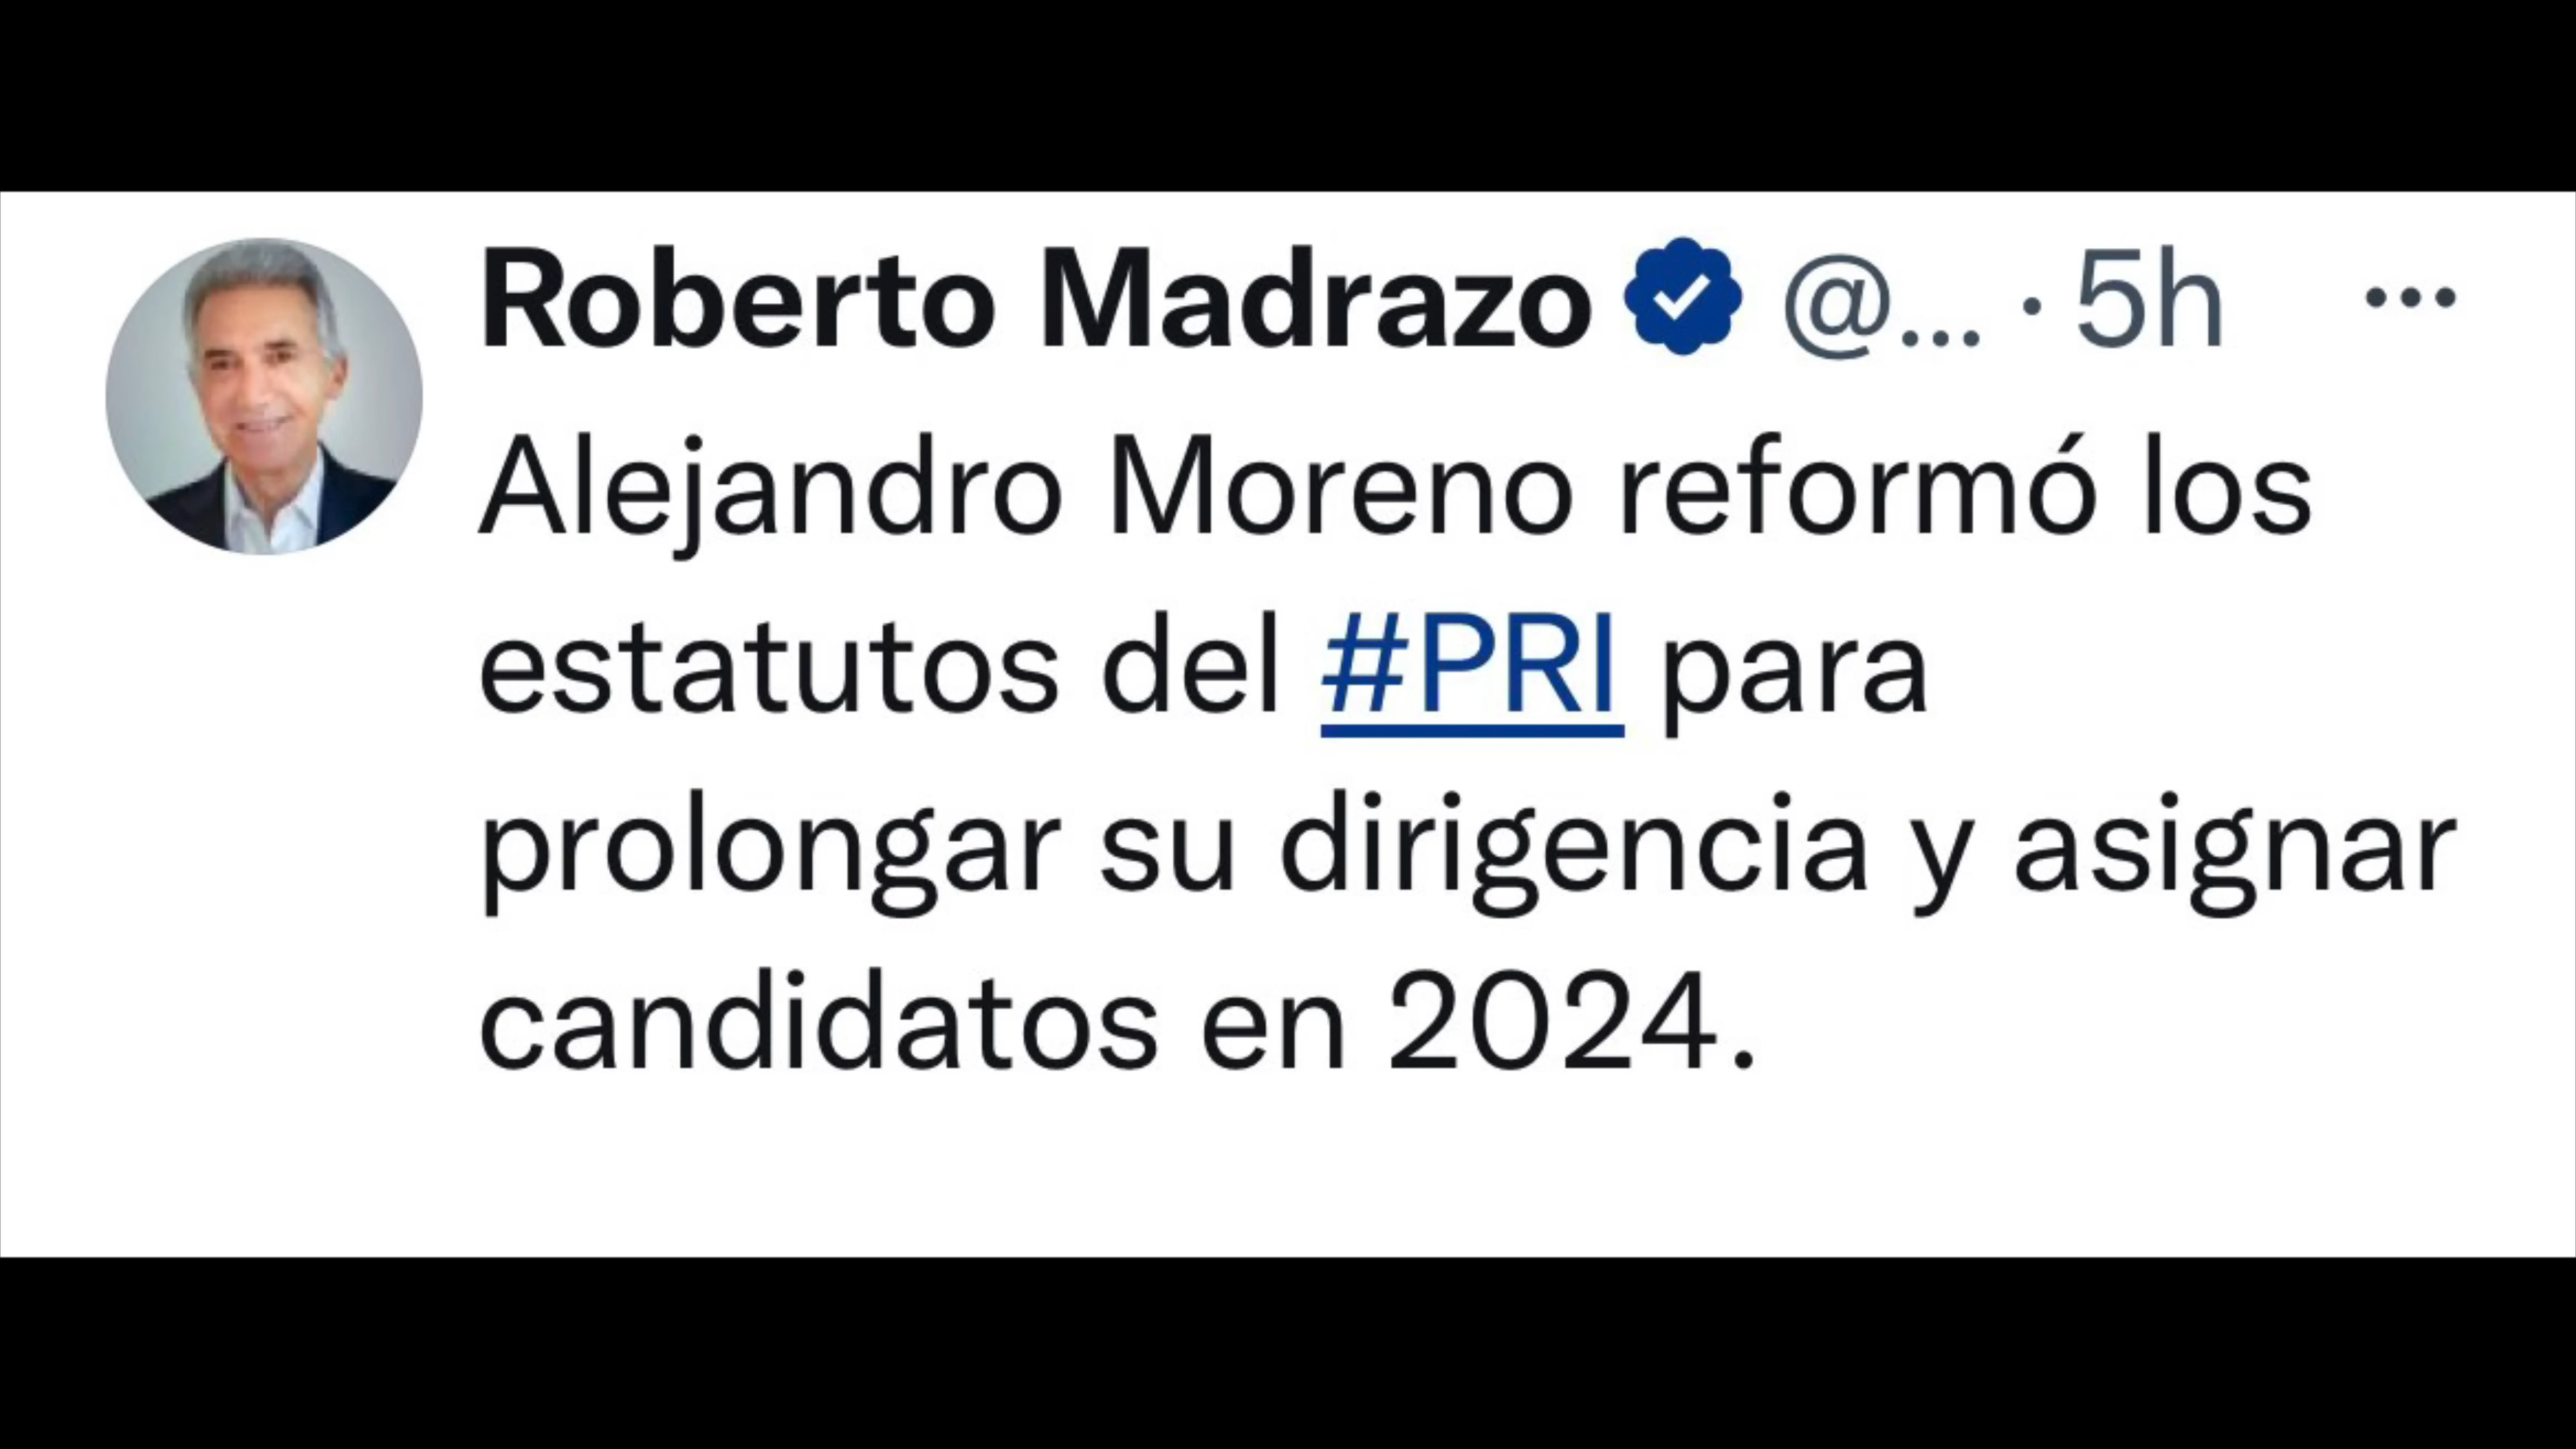 Roberto Madrazo @... · 5h ...
Alejandro Moreno reformó los
estatutos del #PRI para
prolongar su dirigencia y asignar
candidatos en 2024.